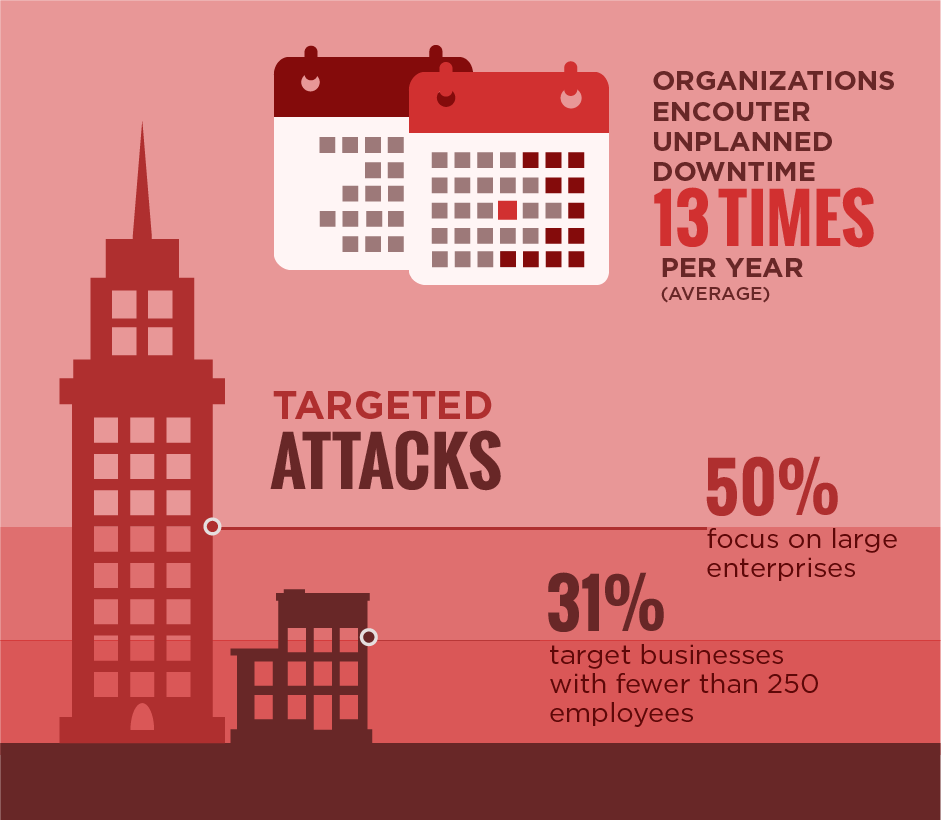 ORGANIZATIONS
ENCOUTER
UNPLANNED
DOWNTIME
13 TIMES
PER YEAR
(AVERAGE)
TARGETED
ATTACKS
50%
focus on large
enterprises
31%
target businesses
with fewer than 250
employees